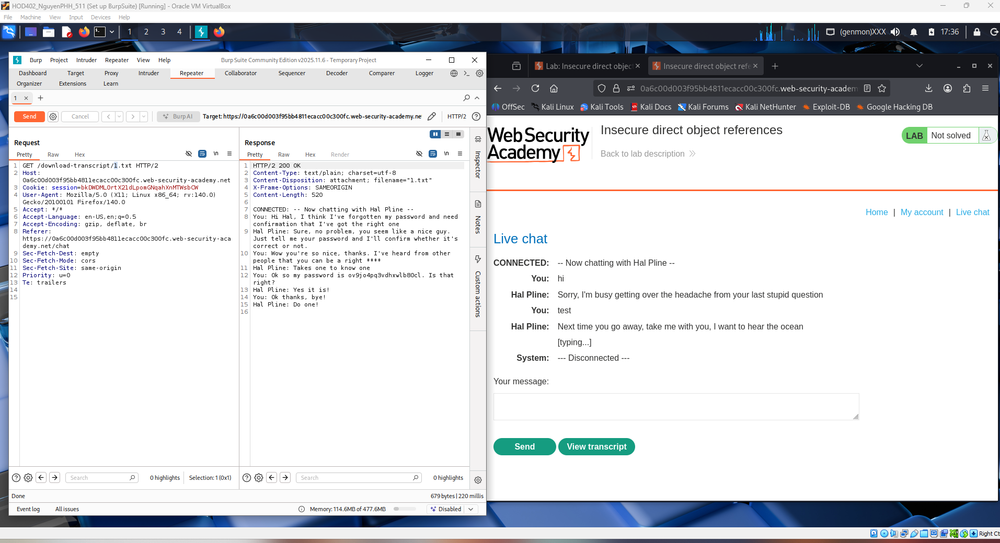 HOD402_NguyenPHH_511 (Set up BurpSuite) [Running] - Oracle VM VirtualBox
File Machine View Input Devices Help
1 2 3 4
(genmon)XXX 17:36
Burp Project Intruder Repeater View Help
Burp Suite Community Edition v2025.11.6 - Temporary Project
Dashboard Target Proxy Intruder Repeater Collaborator Sequencer Decoder Comparer Logger
Organizer Extensions Learn
1
Send Cancel Burp AI Target: https://0a6c00d003f95bb4811ecacc00c300fc.web-security-academy.ne HTTP/2
Request
Pretty Raw Hex
\n
1 GET /download-transcript/1.txt HTTP/2
2 Host:
0a6c00d003f95bb4811ecacc00c300fc.web-security-academy.net
3 Cookie: session=bkDWDML0rtX21dLpomGNqahXnMTWsbCW
4 User-Agent: Mozilla/5.0 (X11; Linux x86_64; rv:140.0)
Gecko/20100101 Firefox/140.0
5 Accept: */*
6 Accept-Language: en-US,en;q=0.5
7 Accept-Encoding: gzip, deflate, br
8 Referer:
https://0a6c00d003f95bb4811ecacc00c300fc.web-security-aca
demy.net/chat
9 Sec-Fetch-Dest: empty
10 Sec-Fetch-Mode: cors
11 Sec-Fetch-Site: same-origin
12 Priority: u=0
13 Te: trailers
14
15
Response
Pretty Raw Hex Render
\n
1 HTTP/2 200 OK
2 Content-Type: text/plain; charset=utf-8
3 Content-Disposition: attachment; filename="1.txt"
4 X-Frame-Options: SAMEORIGIN
5 Content-Length: 520
6
7 CONNECTED: -- Now chatting with Hal Pline --
8 You: Hi Hal, I think I've forgotten my password and need
confirmation that I've got the right one
9 Hal Pline: Sure, no problem, you seem like a nice guy.
Just tell me your password and I'll confirm whether it's
correct or not.
10 You: Wow you're so nice, thanks. I've heard from other
people that you can be a right ****
11 Hal Pline: Takes one to know one
12 You: Ok so my password is ov9jo4pq3vdhxwlb80cl. Is that
right?
13 Hal Pline: Yes it is!
14 You: Ok thanks, bye!
15 Hal Pline: Do one!
16
Inspector
Notes
Custom actions
Search 0 highlights Selection: 1 (0x1)
Search 0 highlights
Done 679 bytes | 220 millis
Event log All issues Memory: 114.6MB of 477.6MB Disabled
Lab: Insecure direct objec
Insecure direct object refe
0a6c00d003f95bb4811ecacc00c300fc.web-security-academ
OffSec Kali Linux Kali Tools Kali Docs Kali Forums Kali NetHunter Exploit-DB Google Hacking DB
Web Security
Academy
Insecure direct object references
Back to lab description
LAB Not solved
Home | My account | Live chat
Live chat
CONNECTED: -- Now chatting with Hal Pline --
You: hi
Hal Pline: Sorry, I'm busy getting over the headache from your last stupid question
You: test
Hal Pline: Next time you go away, take me with you, I want to hear the ocean
[typing...]
System: --- Disconnected ---
Your message:
Send View transcript
Right Ct